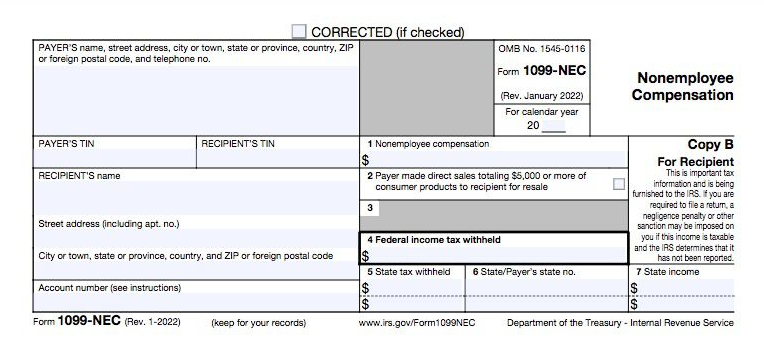 CORRECTED (if checked)
PAYER'S name, street address, city or town, state or province, country, ZIP
or foreign postal code, and telephone no.
OMB No. 1545-0116
Form 1099-NEC
(Rev. January 2022)
For calendar year
20
Nonemployee
Compensation
PAYER'S TIN
RECIPIENT'S TIN
1 Nonemployee compensation
$
Copy B
For Recipient
This is important tax
information and is being
furnished to the IRS. If you are
required to file a return, a
negligence penalty or other
sanction may be imposed on
you if this income is taxable
and the IRS determines that it
has not been reported.
RECIPIENT'S name
2 Payer made direct sales totaling $5,000 or more of
consumer products to recipient for resale
3
Street address (including apt. no.)
4 Federal income tax withheld
$
City or town, state or province, country, and ZIP or foreign postal code
5 State tax withheld
$
$
6 State/Payer's state no.
7 State income
$
$
Account number (see instructions)
Form 1099-NEC (Rev. 1-2022)
(keep for your records)
www.irs.gov/Form1099NEC
Department of the Treasury - Internal Revenue Service